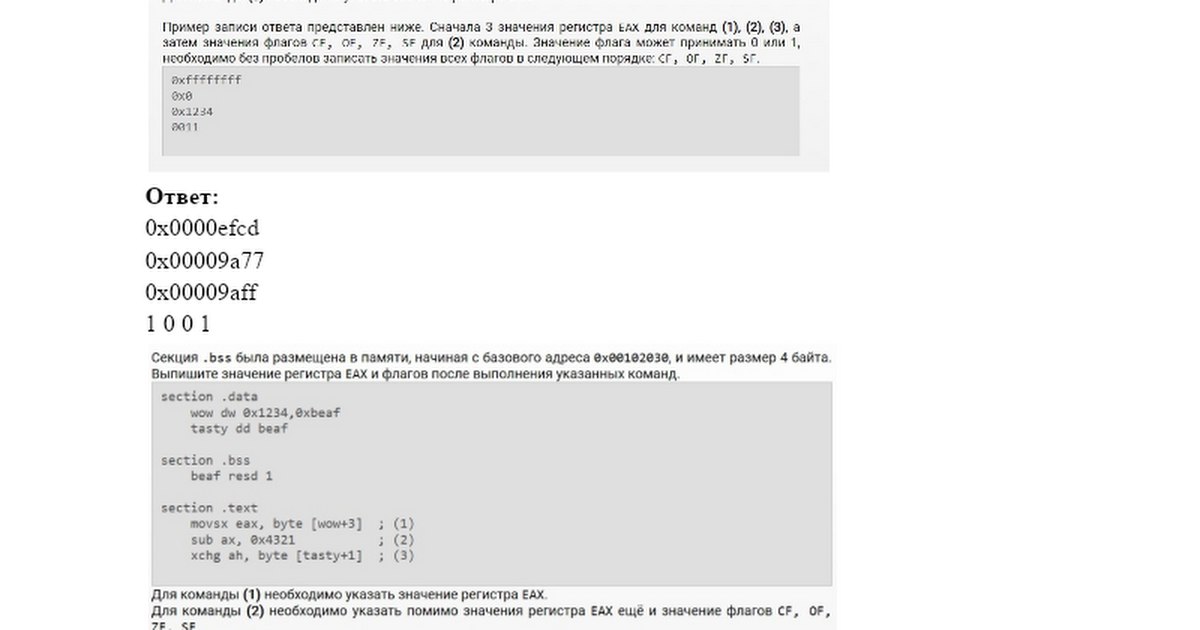 Пример записи ответа представлен ниже. Сначала 3 значения регистра EAX для команд (1), (2), (3), а
затем значения флагов CF, OF, ZF, SF для (2) команды. Значение флага может принимать 0 или 1,
необходимо без пробелов записать значения всех флагов в следующем порядке: CF, OF, ZF, SF.
0xffffffff
0x0
0x1234
0011
Ответ:
0x0000efcd
0x00009a77
0x00009aff
1 0 0 1
Секция .bss была размещена в памяти, начиная с базового адреса 0x00102030, и имеет размер 4 байта.
Выпишите значение регистра EAX и флагов после выполнения указанных команд.
section .data
wow dw 0x1234,0xbeaf
tasty dd beaf
section .bss
beaf resd 1
section .text
movsx eax, byte [wow+3] ; (1)
sub ax, 0x4321 ; (2)
xchg ah, byte [tasty+1] ; (3)
Для команды (1) необходимо указать значение регистра EAX.
Для команды (2) необходимо указать помимо значения регистра EAX ещё и значение флагов CF, OF,
ZF, SF